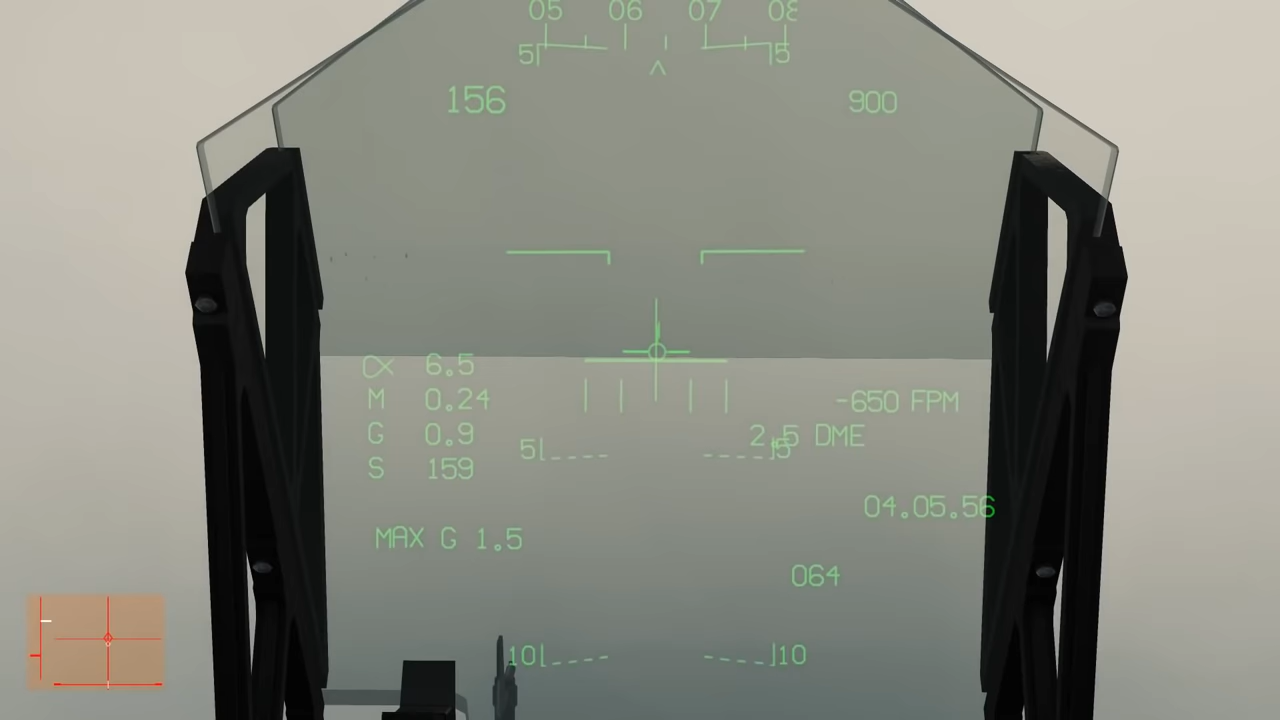 05 06 07 08
5 5
156 900
α 6.5
M 0.24 -650 FPM
G 0.9 2.5 DME
5 5
S 159
04.05.56
MAX G 1.5
064
10 10